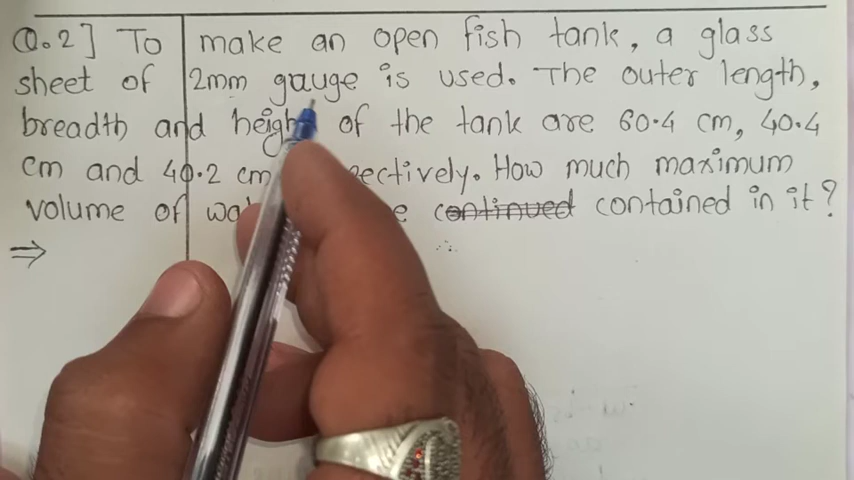 Q.2] To make an open fish tank, a glass
sheet of 2mm gauge is used. The outer length,
breadth and heigh of the tank are 60.4 cm, 40.4
cm and 40.2 cm ectively. How much maximum
volume of wa e continued contained in it?
⇒